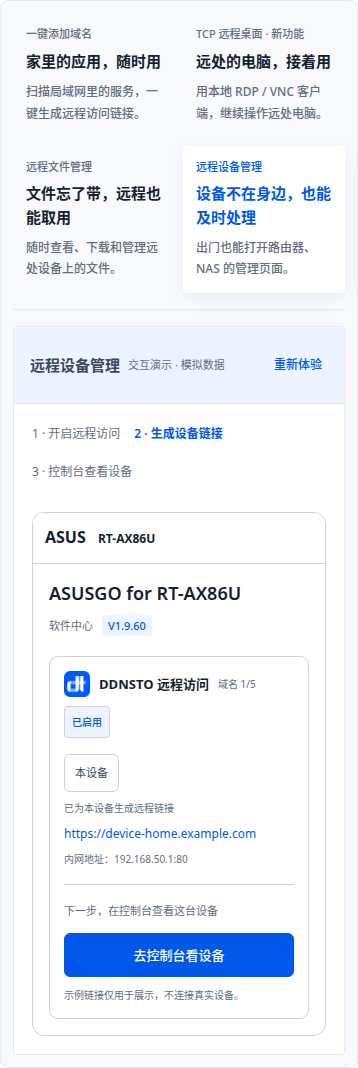 一键添加域名
家里的应用，随时用
扫描局域网里的服务，一
键生成远程访问链接。
TCP 远程桌面 · 新功能
远处的电脑，接着用
用本地 RDP / VNC 客户
端，继续操作远处电脑。
远程文件管理
文件忘了带，远程也
能取用
随时查看、下载和管理远
处设备上的文件。
远程设备管理
设备不在身边，也能
及时处理
出门也能打开路由器、
NAS 的管理页面。
远程设备管理 交互演示 · 模拟数据 重新体验
1 · 开启远程访问 2 · 生成设备链接
3 · 控制台查看设备
ASUS RT-AX86U
ASUSGO for RT-AX86U
软件中心 V1.9.60
DDNSTO 远程访问 域名 1/5
已启用
本设备
已为本设备生成远程链接
https://device-home.example.com
内网地址：192.168.50.1:80
下一步，在控制台查看这台设备
去控制台看设备
示例链接仅用于展示，不连接真实设备。